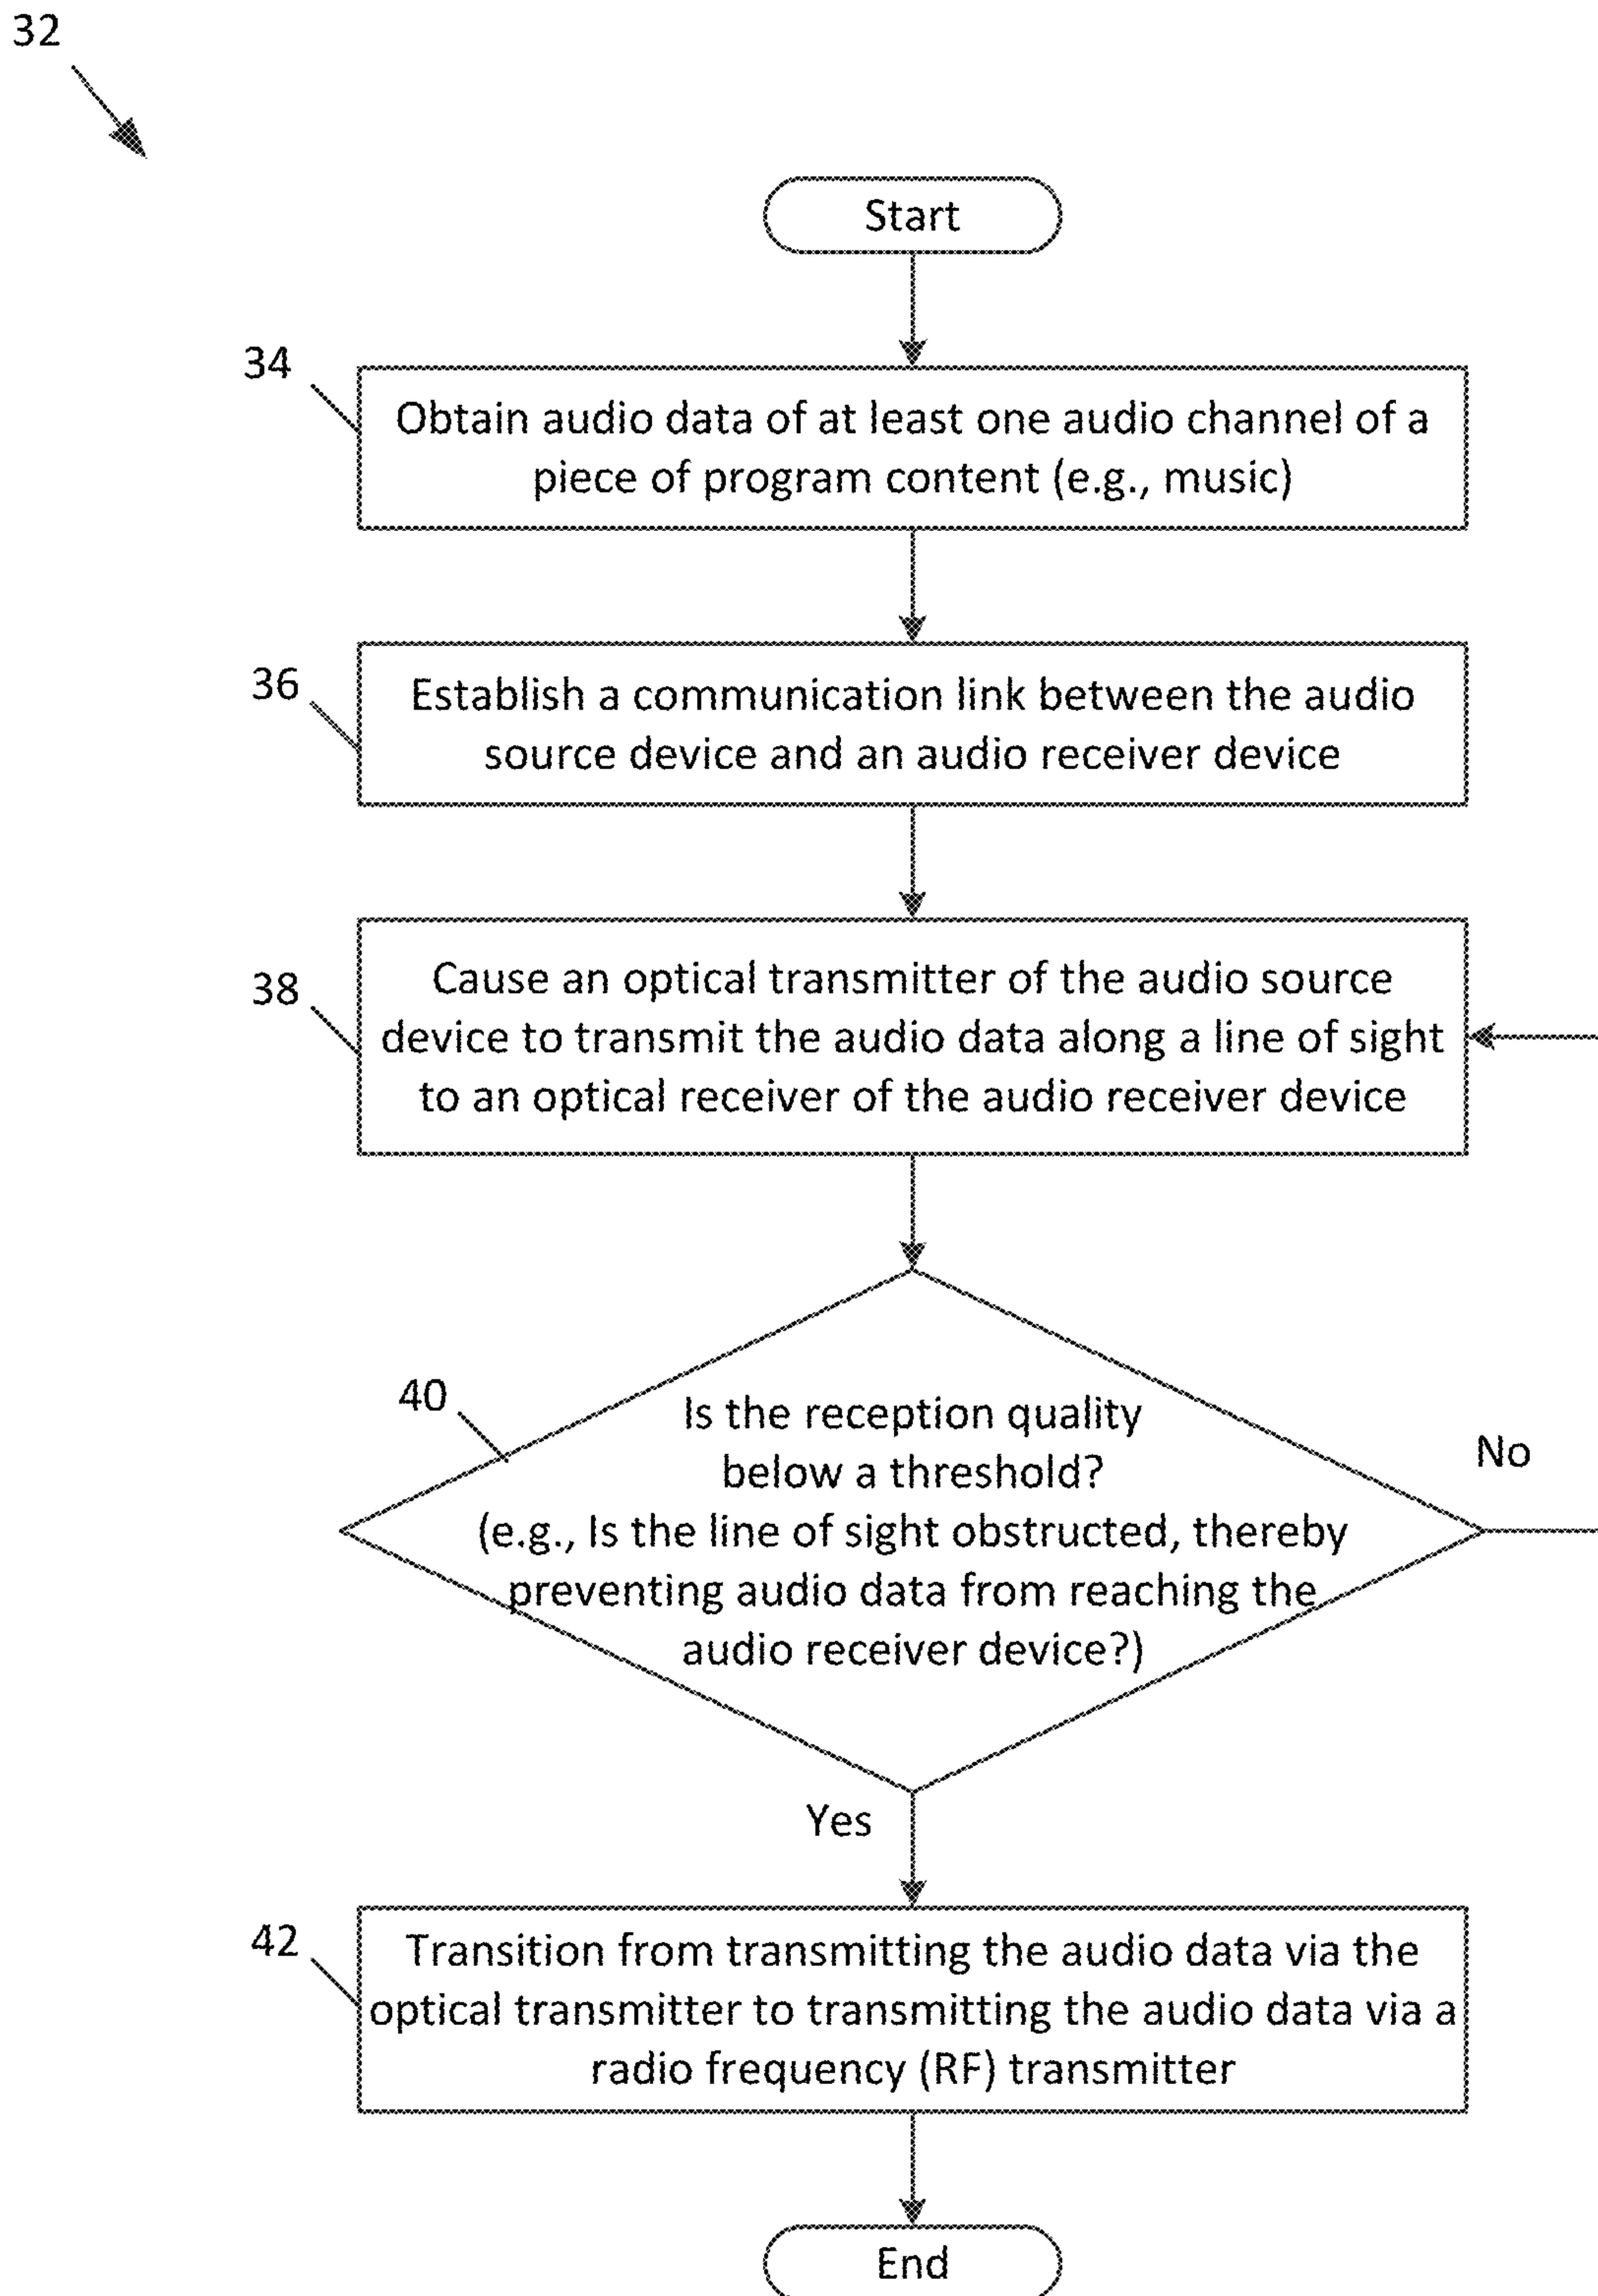 32
Start
34
Obtain audio data of at least one audio channel of a
piece of program content (e.g., music)
36
Establish a communication link between the audio
source device and an audio receiver device
38
Cause an optical transmitter of the audio source
device to transmit the audio data along a line of sight
to an optical receiver of the audio receiver device
40
Is the reception quality
below a threshold?
(e.g., Is the line of sight obstructed, thereby
preventing audio data from reaching the
audio receiver device?)
No
Yes
42
Transition from transmitting the audio data via the
optical transmitter to transmitting the audio data via a
radio frequency (RF) transmitter
End